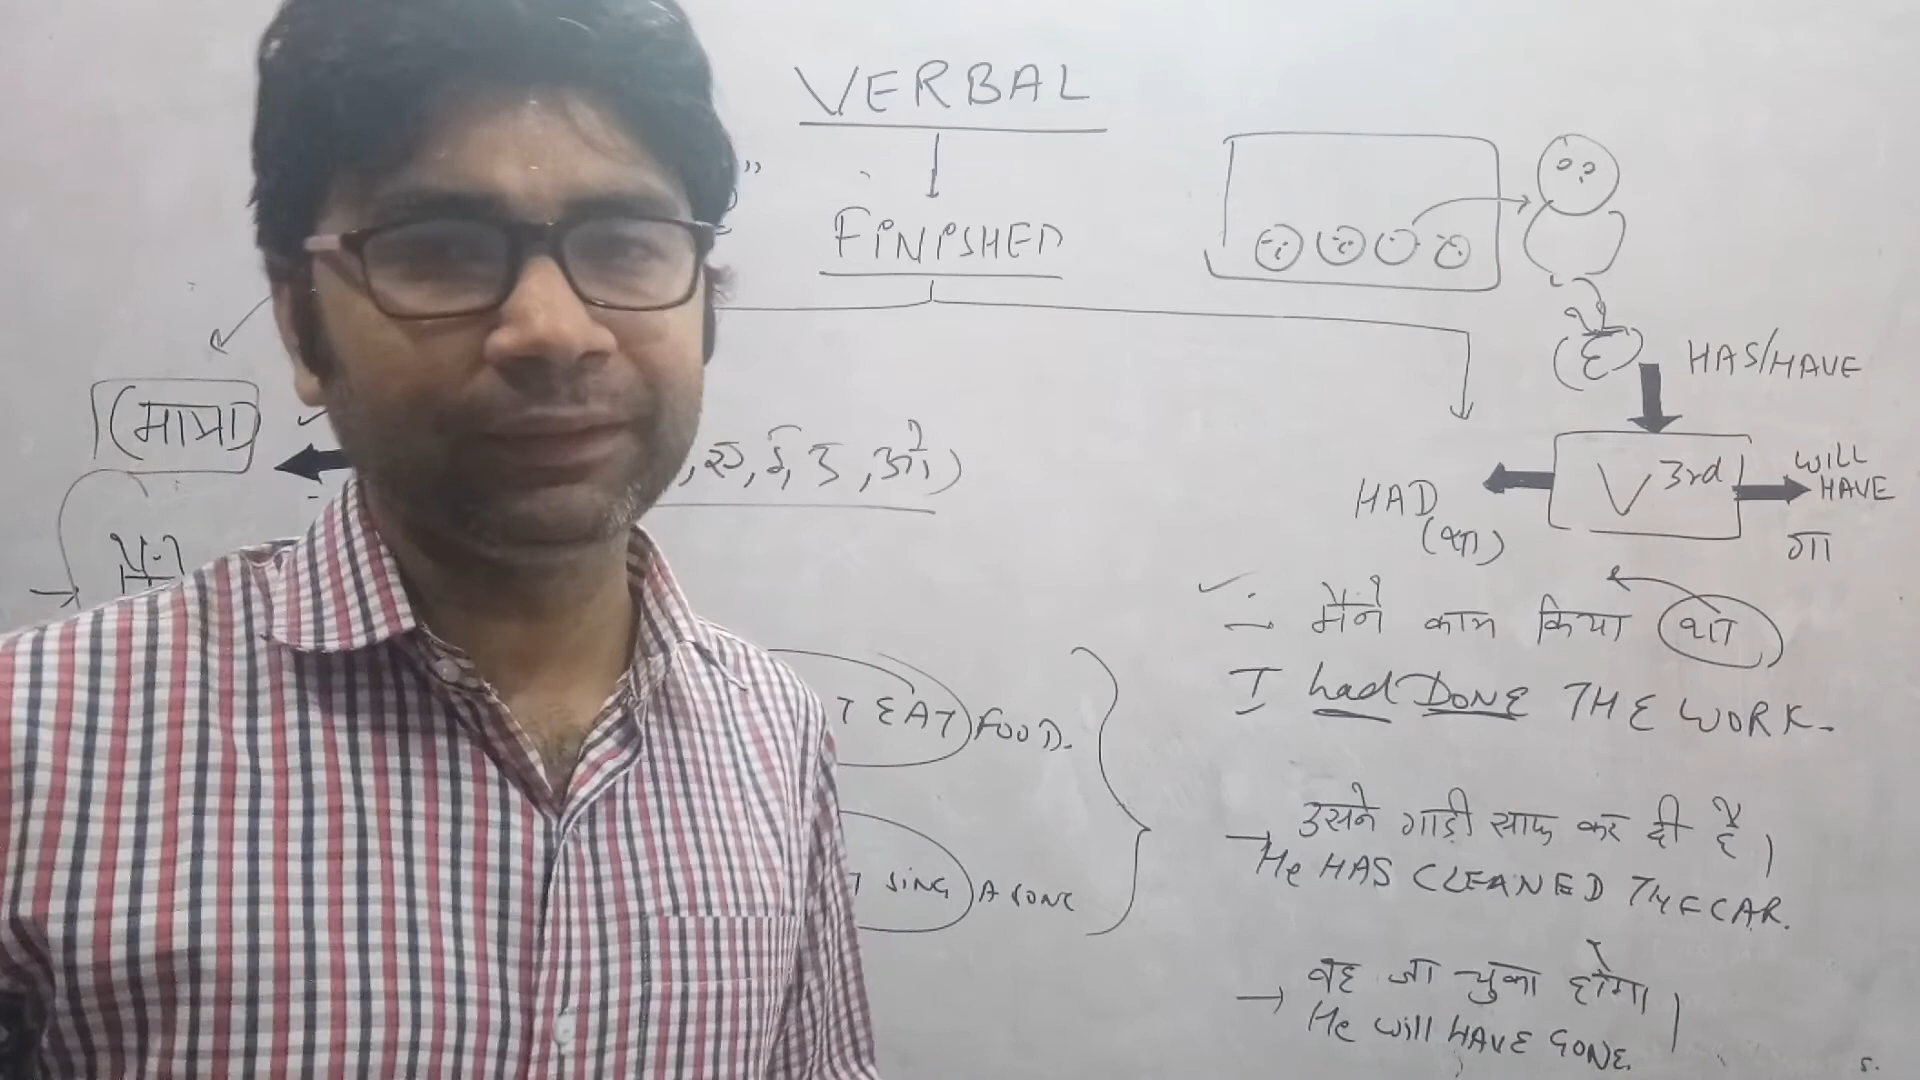 VERBAL
FINISHED
(मात्रा)
HAS/HAVE
(है)
V 3rd
HAD
(था)
WILL
HAVE
गा
मैंने काम किया था
I had DONE THE WORK.
EAT FOOD.
उसने गाड़ी साफ कर दी है।
He HAS CLEANED THE CAR.
SING A SONG
वह जा चुका होगा।
He will HAVE GONE.